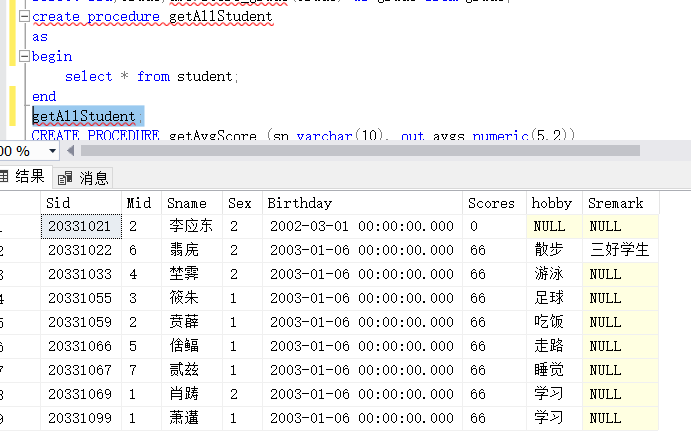 create procedure getAllStudent
as
begin
select * from student;
end
getAllStudent;
CREATE PROCEDURE getAvgScore (sn varchar(10), out avgs numeric(5,2))
00 %
结果 消息
Sid Mid Sname Sex Birthday Scores hobby Sremark
20331021 2 李应东 2 2002-03-01 00:00:00.000 0 NULL NULL
2 20331022 6 翡庑 2 2003-01-06 00:00:00.000 66 散步 三好学生
3 20331033 4 埜霁 2 2003-01-06 00:00:00.000 66 游泳 NULL
4 20331055 3 筱朱 1 2003-01-06 00:00:00.000 66 足球 NULL
5 20331059 2 贲薜 1 2003-01-06 00:00:00.000 66 吃饭 NULL
6 20331066 5 1 2003-01-06 00:00:00.000 66 走路 NULL
7 20331067 7 贰兹 1 2003-01-06 00:00:00.000 66 睡觉 NULL
8 20331069 1 肖踌 2 2003-01-06 00:00:00.000 66 学习 NULL
9 20331099 1 1 2003-01-06 00:00:00.000 66 学习 NULL